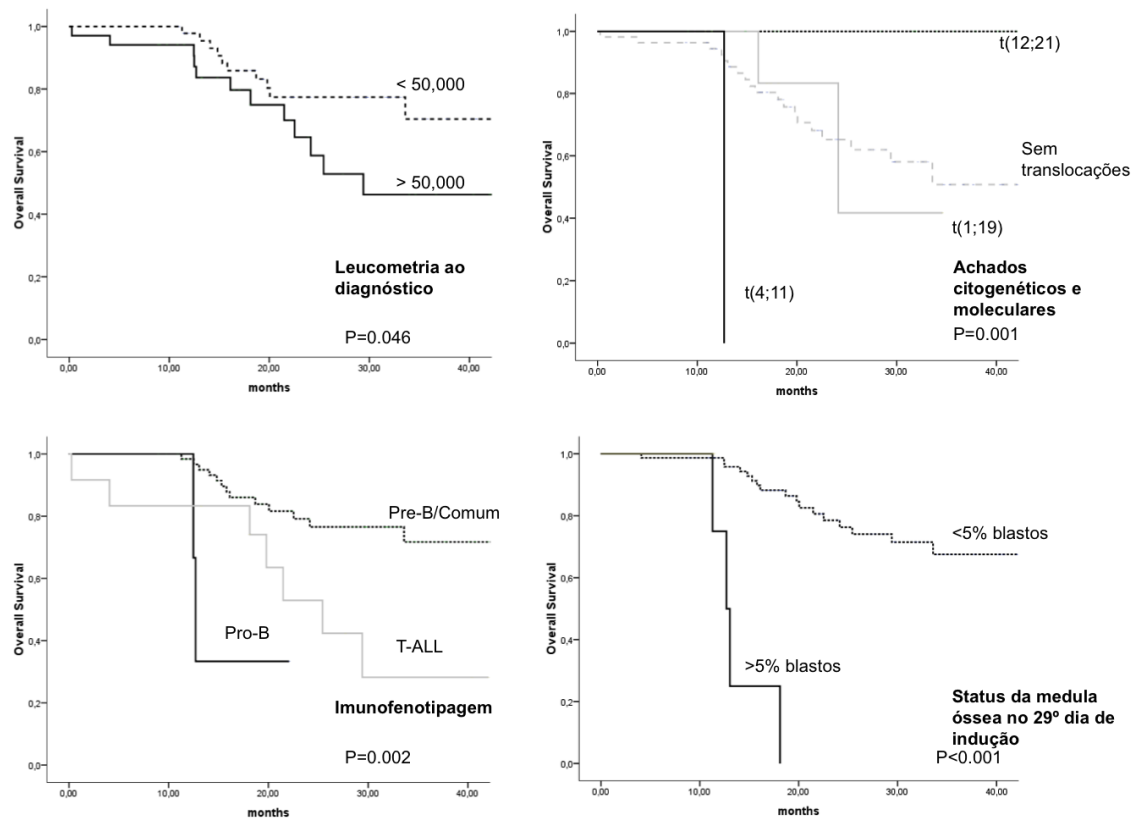 1,0
0,8
0,6
0,4
0,2
0,0
Overall Survival
< 50,000
> 50,000
Leucometria ao
diagnóstico
P=0.046
0,00 10,00 20,00 30,00 40,00
months
1,0
0,8
0,6
0,4
0,2
0,0
Overall Survival
t(12;21)
Sem
translocações
t(1;19)
t(4;11)
Achados
citogenéticos e
moleculares
P=0.001
0,00 10,00 20,00 30,00 40,00
months
1,0
0,8
0,6
0,4
0,2
0,0
Overall Survival
Pre-B/Comum
Pro-B
T-ALL
Imunofenotipagem
P=0.002
0,00 10,00 20,00 30,00 40,00
months
1,0
0,8
0,6
0,4
0,2
0,0
Overall Survival
<5% blastos
>5% blastos
Status da medula
óssea no 29º dia de
indução
P<0.001
0,00 10,00 20,00 30,00 40,00
months